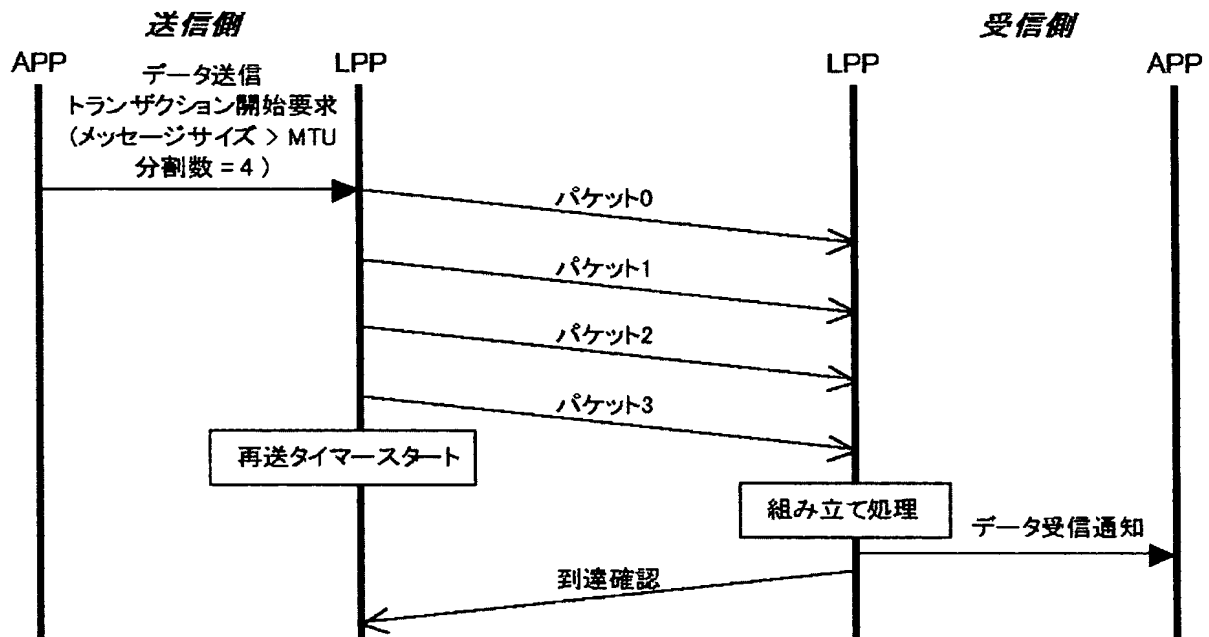 送信側
受信側
APP
LPP
LPP
APP
データ送信
トランザクション開始要求
(メッセージサイズ > MTU
分割数 = 4 )
パケット0
パケット1
パケット2
パケット3
再送タイマースタート
組み立て処理
データ受信通知
到達確認